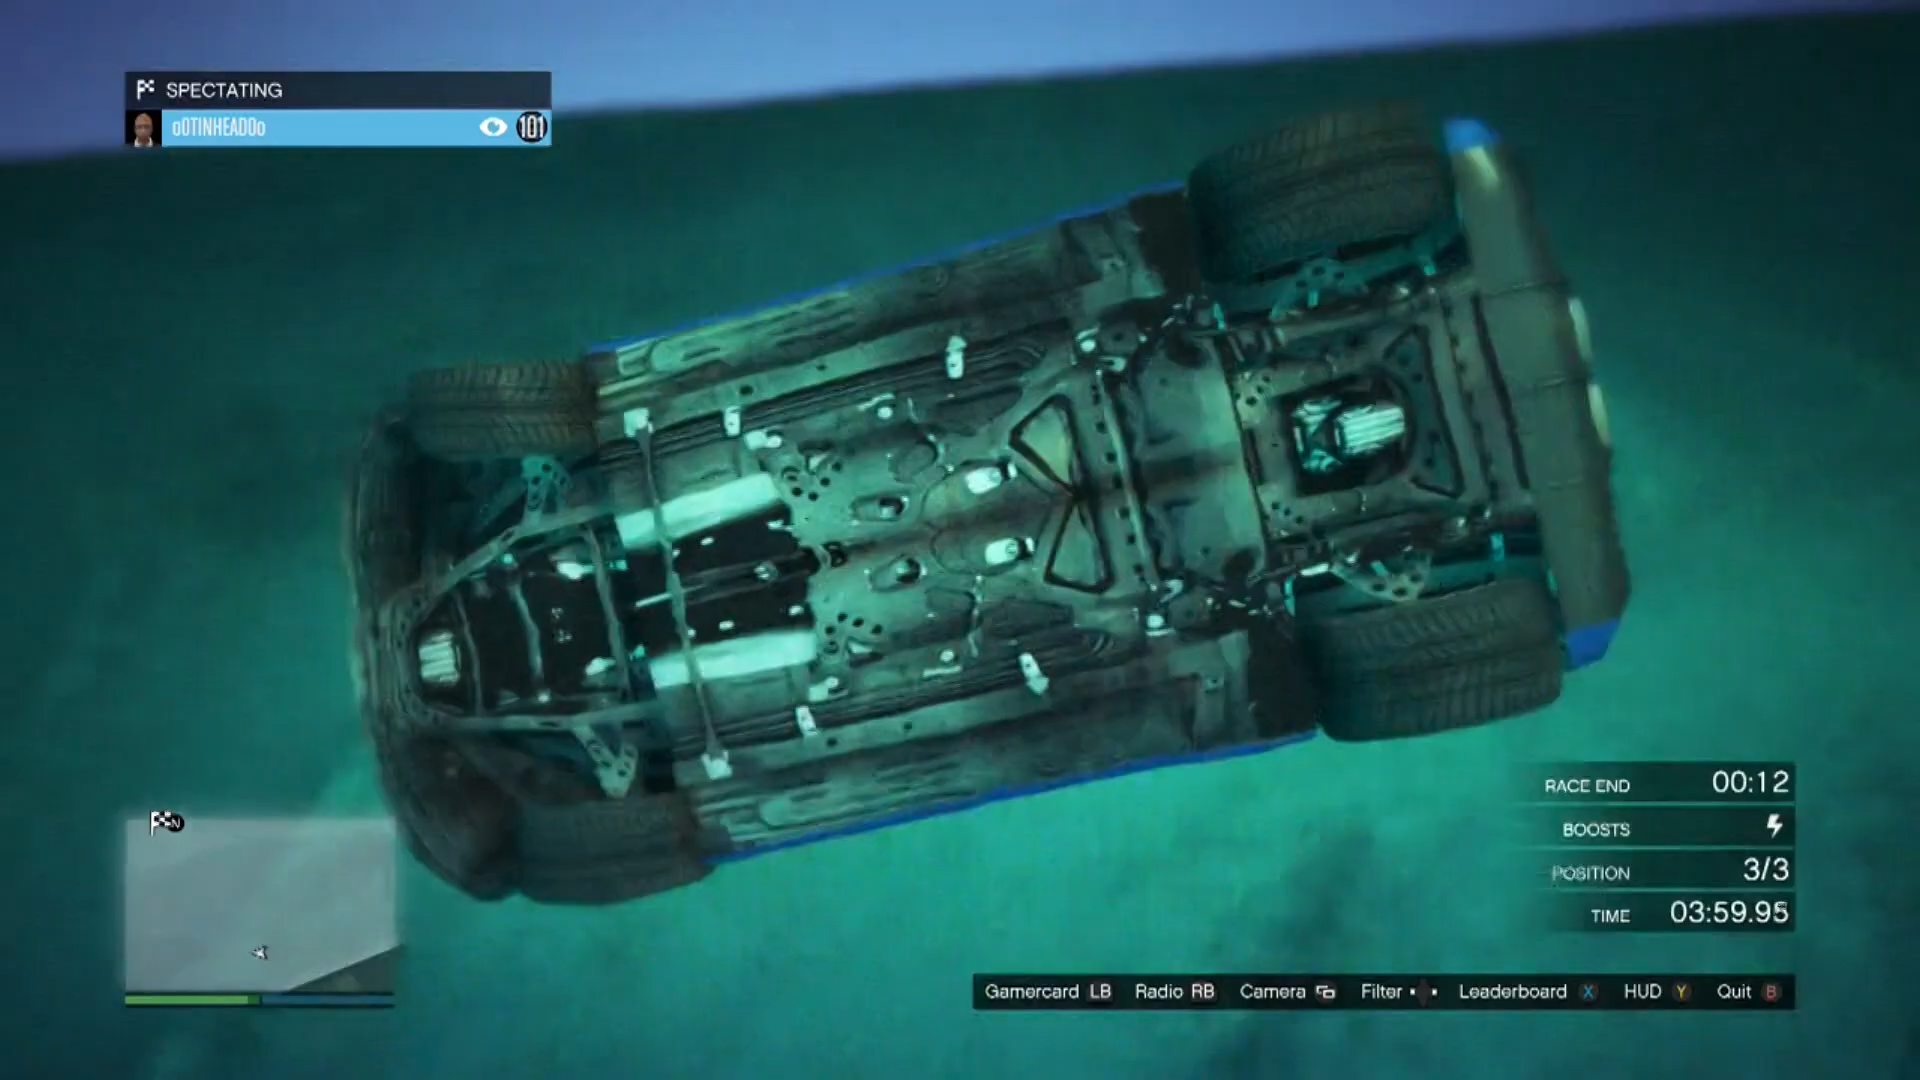 SPECTATING
oOTINHEADOo 101
N
RACE END 00:12
BOOSTS
POSITION 3/3
TIME 03:59.95
Gamercard LB Radio RB Camera Filter Leaderboard X HUD Y Quit B